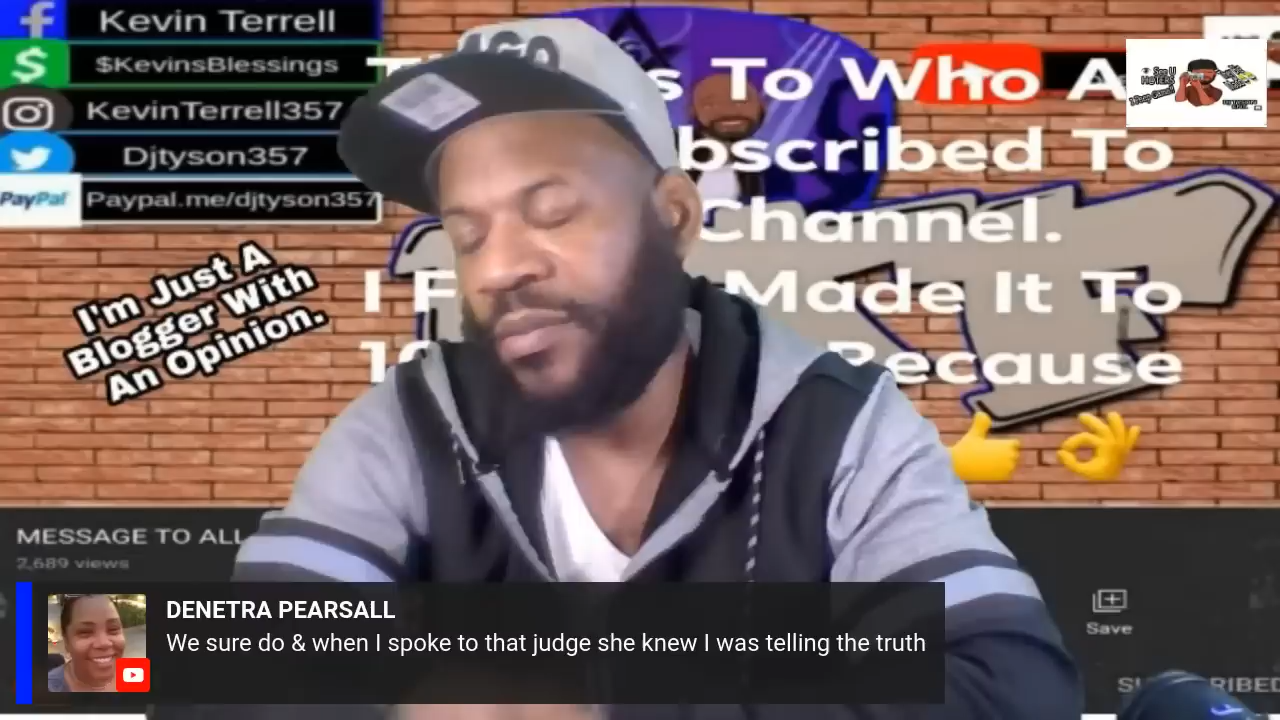 Kevin Terrell
$KevinsBlessings
KevinTerrell357
Djtyson357
PayPal
Paypal.me/djtyson357
I'm Just A
Blogger With
An Opinion.
s To Who A
bscribed To
Channel.
I F Made It To
Because
MESSAGE TO ALL
2,689 views
Save
DENETRA PEARSALL
We sure do & when I spoke to that judge she knew I was telling the truth